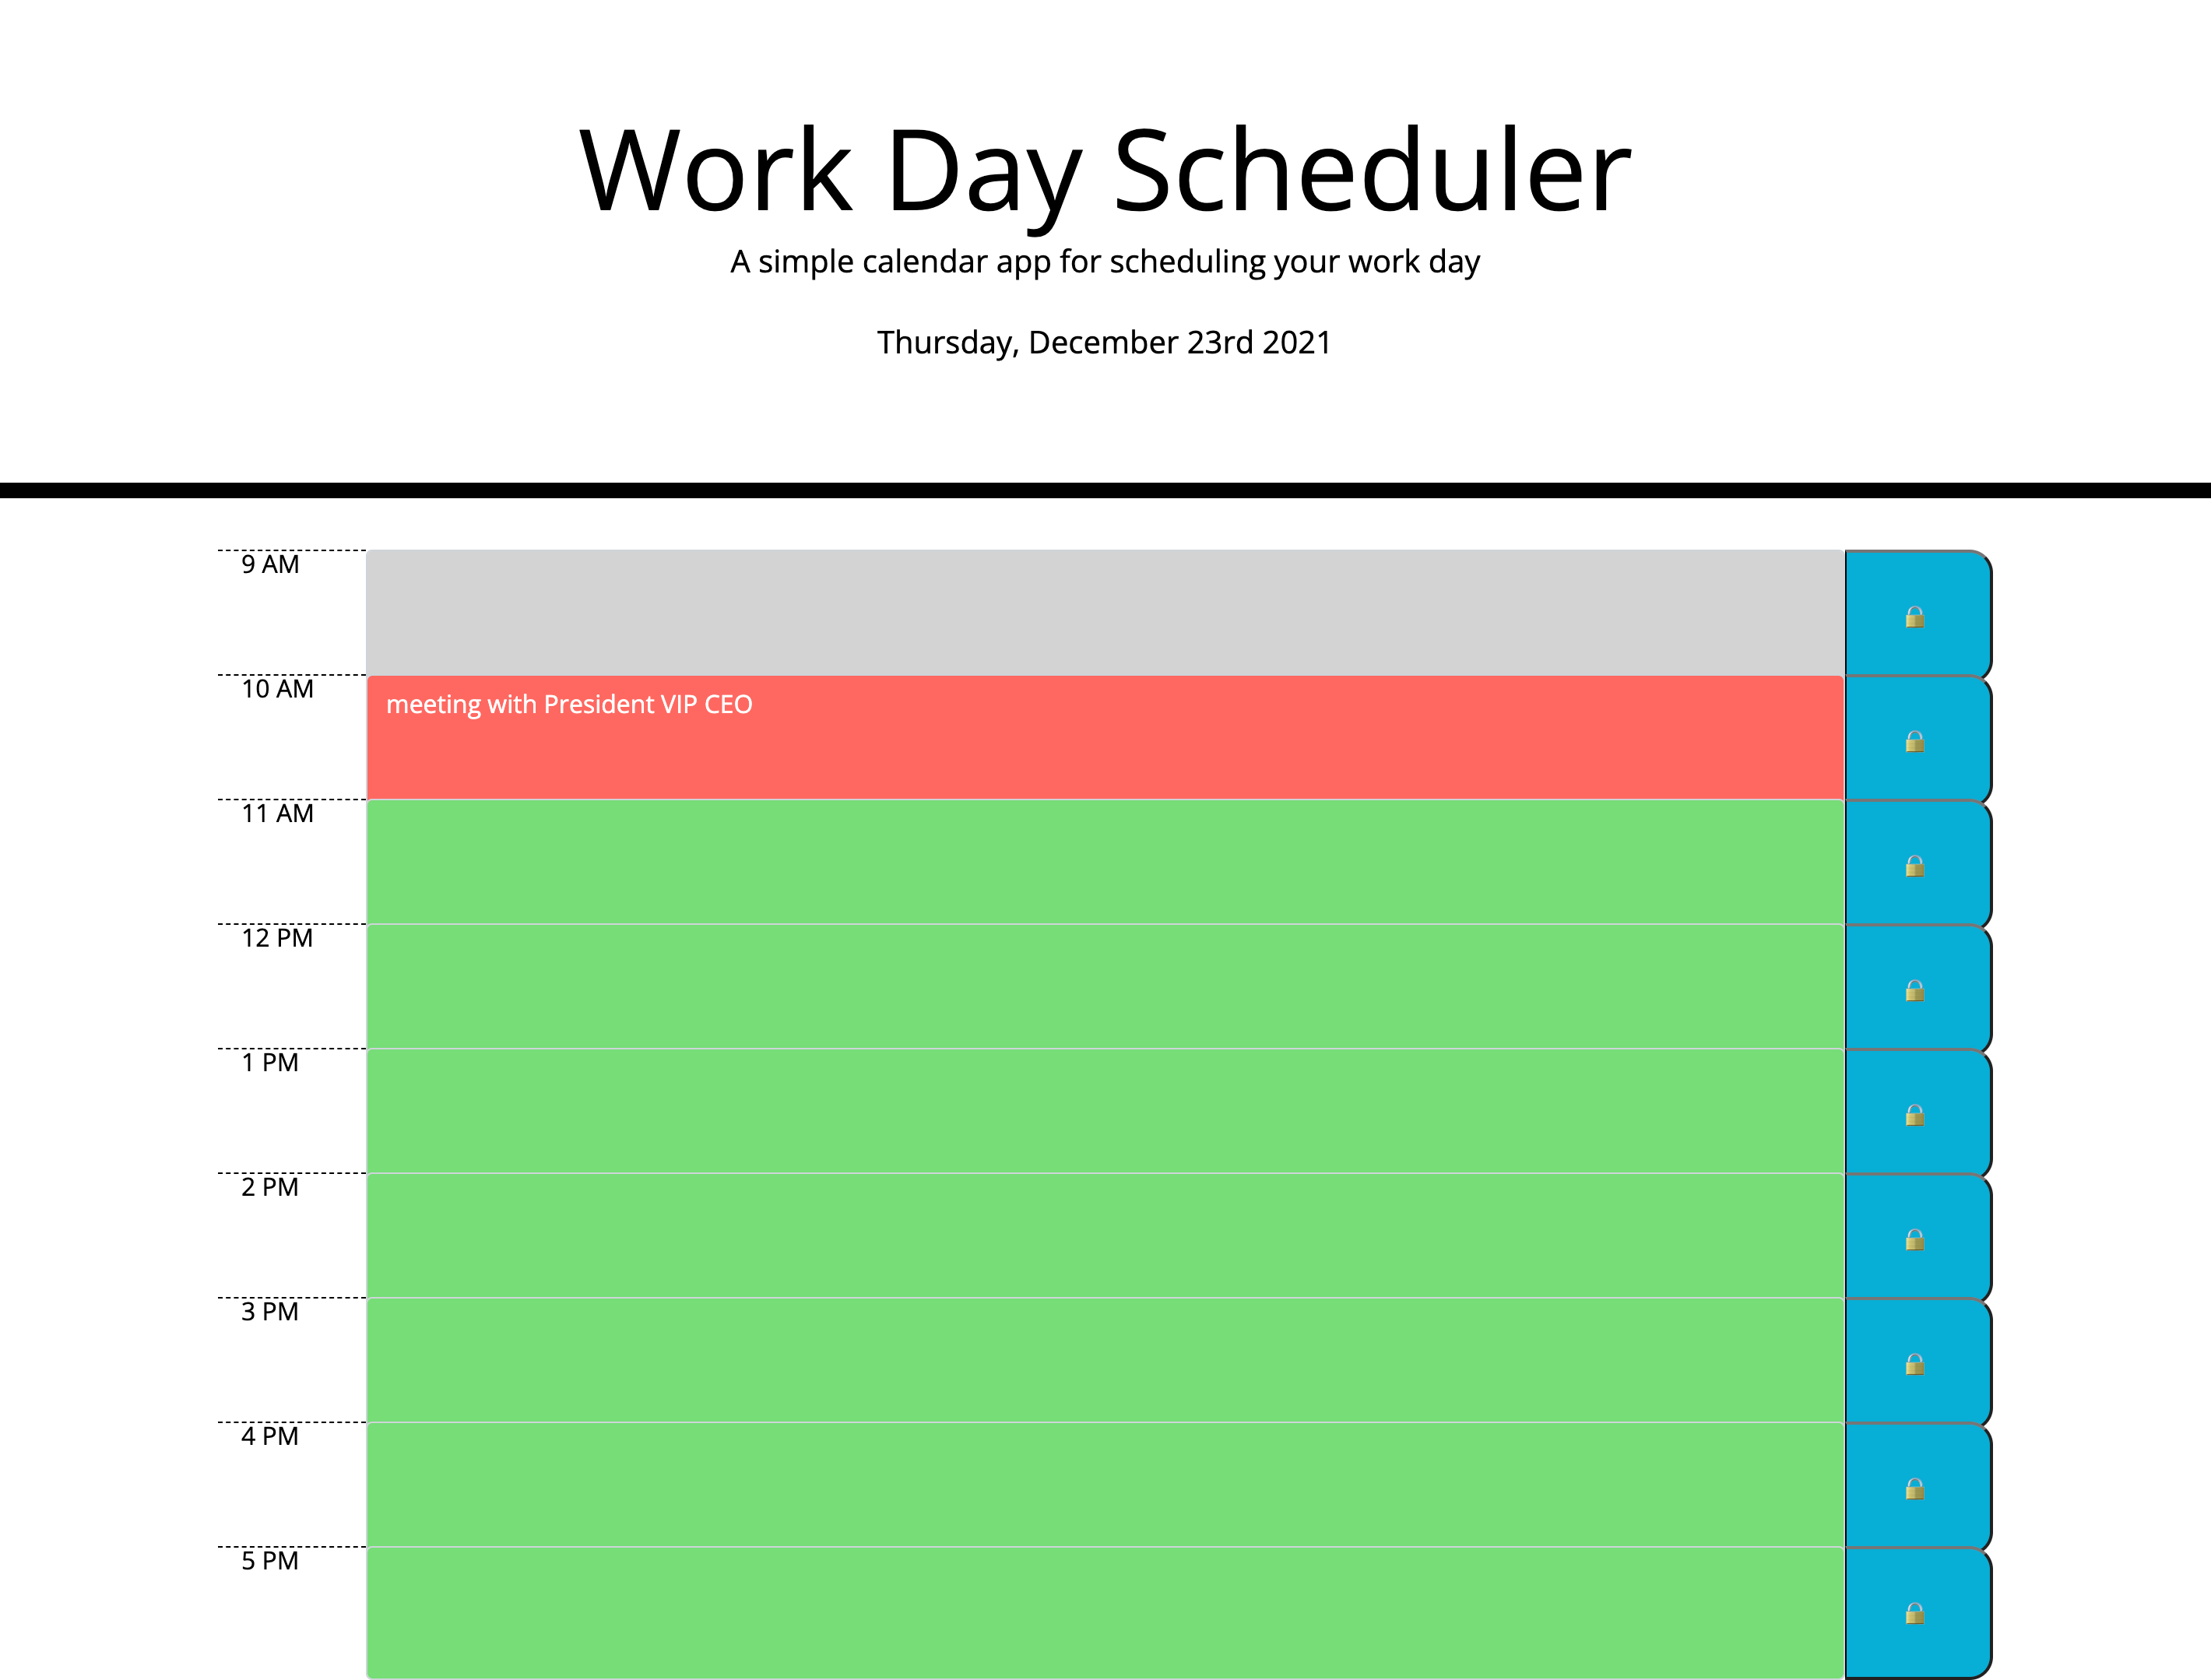 Work Day Scheduler
A simple calendar app for scheduling your work day
Thursday, December 23rd 2021
9 AM
10 AM
meeting with President VIP CEO
11 AM
12 PM
1 PM
2 PM
3 PM
4 PM
5 PM